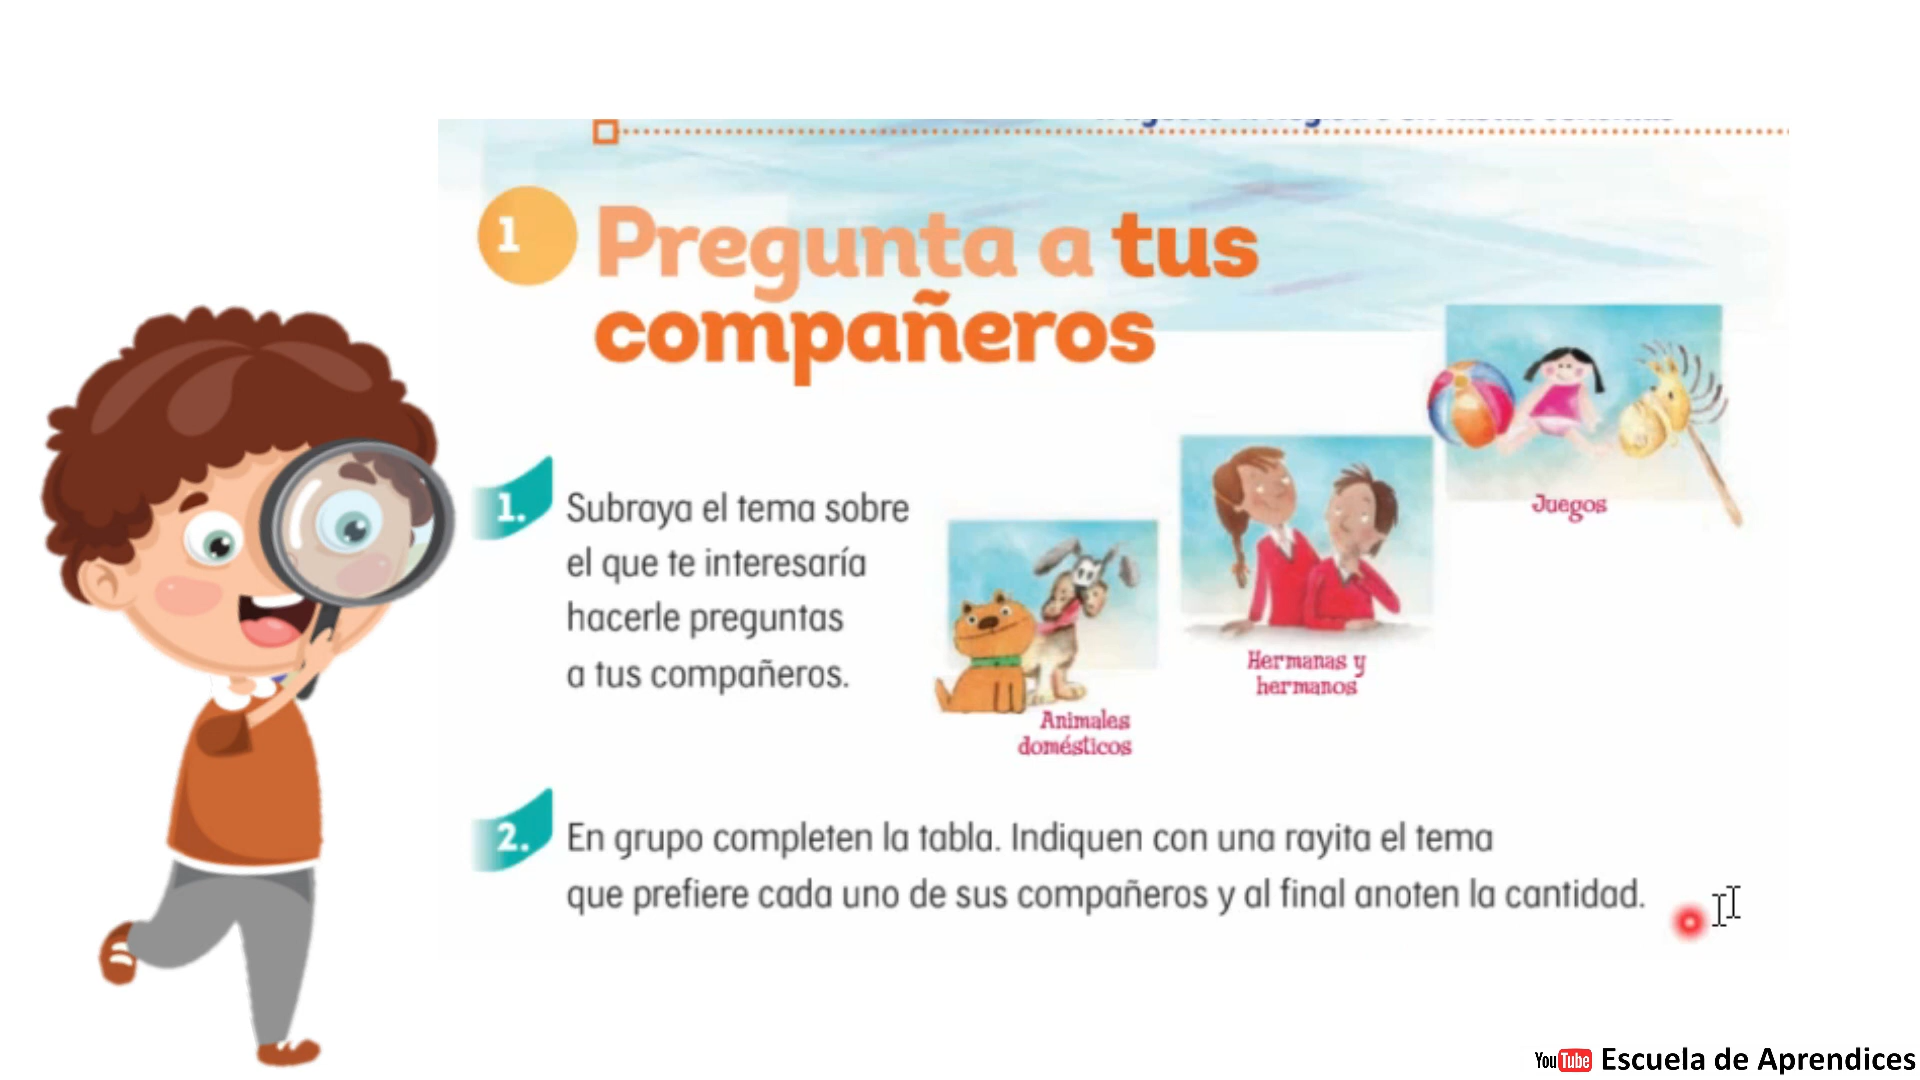 1
Pregunta a tus
compañeros
1.
Subraya el tema sobre
el que te interesaría
hacerle preguntas
a tus compañeros.
Animales
domésticos
Hermanas y
hermanos
Juegos
2.
En grupo completen la tabla. Indiquen con una rayita el tema
que prefiere cada uno de sus compañeros y al final anoten la cantidad.
YouTube Escuela de Aprendices